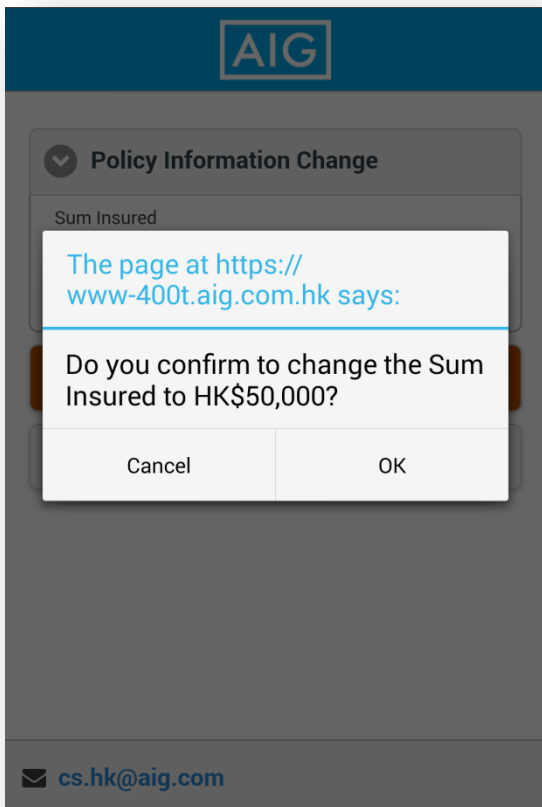 AIG
Policy Information Change
Sum Insured
The page at https://
www-400t.aig.com.hk says:
Do you confirm to change the Sum
Insured to HK$50,000?
Cancel
OK
cs.hk@aig.com